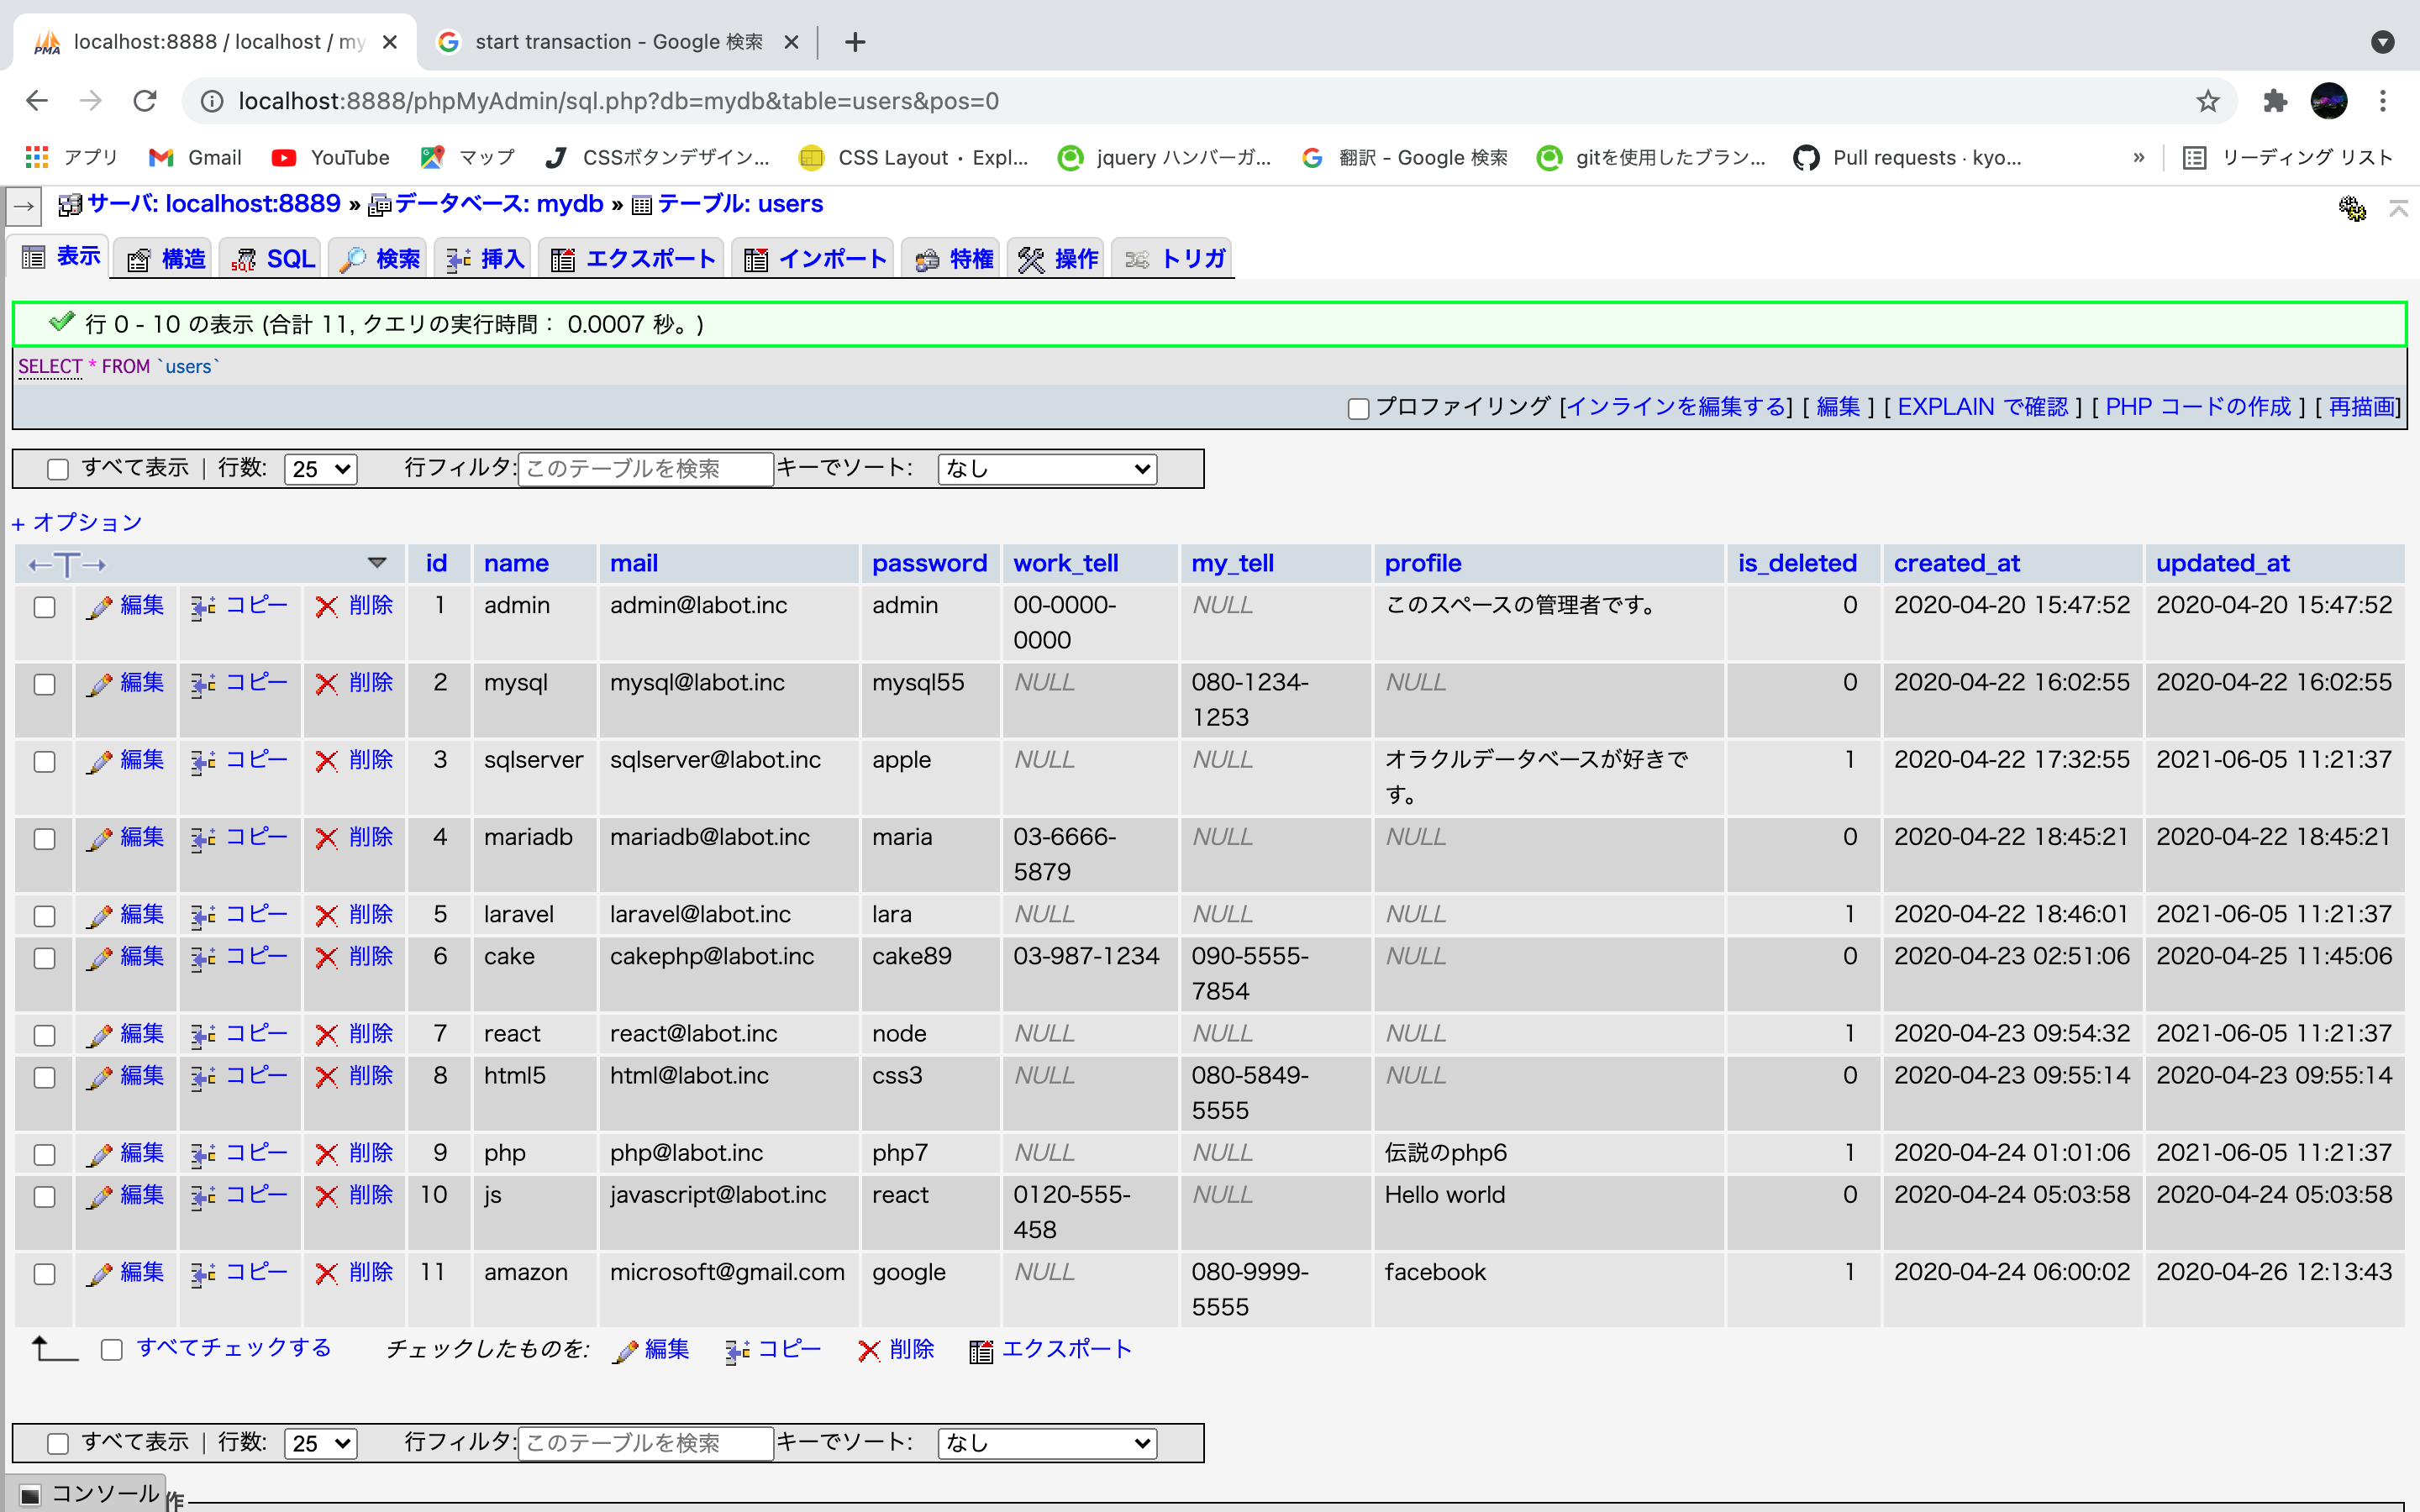 localhost:8888 / localhost / my
start transaction - Google 検索
localhost:8888/phpMyAdmin/sql.php?db=mydb&table=users&pos=0
アプリ Gmail YouTube マップ CSSボタンデザイン... CSS Layout · Expl... jquery ハンバーガ... 翻訳 - Google 検索 gitを使用したブラン... Pull requests · kyo... » リーディング リスト
サーバ: localhost:8889 » データベース: mydb » テーブル: users
表示 構造 SQL 検索 挿入 エクスポート インポート 特権 操作 トリガ
行 0 - 10 の表示 (合計 11, クエリの実行時間： 0.0007 秒。)
SELECT * FROM `users`
プロファイリング [インラインを編集する] [ 編集 ] [ EXPLAIN で確認 ] [ PHP コードの作成 ] [ 再描画]
すべて表示 | 行数: 25 行フィルタ: このテーブルを検索 キーでソート: なし
+ オプション
←T→ id name mail password work_tell my_tell profile is_deleted created_at updated_at
編集 コピー 削除 1 admin admin@labot.inc admin 00-0000- NULL このスペースの管理者です。 0 2020-04-20 15:47:52 2020-04-20 15:47:52
0000
編集 コピー 削除 2 mysql mysql@labot.inc mysql55 NULL 080-1234- NULL 0 2020-04-22 16:02:55 2020-04-22 16:02:55
1253
編集 コピー 削除 3 sqlserver sqlserver@labot.inc apple NULL NULL オラクルデータベースが好きで 1 2020-04-22 17:32:55 2021-06-05 11:21:37
す。
編集 コピー 削除 4 mariadb mariadb@labot.inc maria 03-6666- NULL NULL 0 2020-04-22 18:45:21 2020-04-22 18:45:21
5879
編集 コピー 削除 5 laravel laravel@labot.inc lara NULL NULL NULL 1 2020-04-22 18:46:01 2021-06-05 11:21:37
編集 コピー 削除 6 cake cakephp@labot.inc cake89 03-987-1234 090-5555- NULL 0 2020-04-23 02:51:06 2020-04-25 11:45:06
7854
編集 コピー 削除 7 react react@labot.inc node NULL NULL NULL 1 2020-04-23 09:54:32 2021-06-05 11:21:37
編集 コピー 削除 8 html5 html@labot.inc css3 NULL 080-5849- NULL 0 2020-04-23 09:55:14 2020-04-23 09:55:14
5555
編集 コピー 削除 9 php php@labot.inc php7 NULL NULL 伝説のphp6 1 2020-04-24 01:01:06 2021-06-05 11:21:37
編集 コピー 削除 10 js javascript@labot.inc react 0120-555- NULL Hello world 0 2020-04-24 05:03:58 2020-04-24 05:03:58
458
編集 コピー 削除 11 amazon microsoft@gmail.com google NULL 080-9999- facebook 1 2020-04-24 06:00:02 2020-04-26 12:13:43
5555
すべてチェックする チェックしたものを: 編集 コピー 削除 エクスポート
すべて表示 | 行数: 25 行フィルタ: このテーブルを検索 キーでソート: なし
コンソール
作